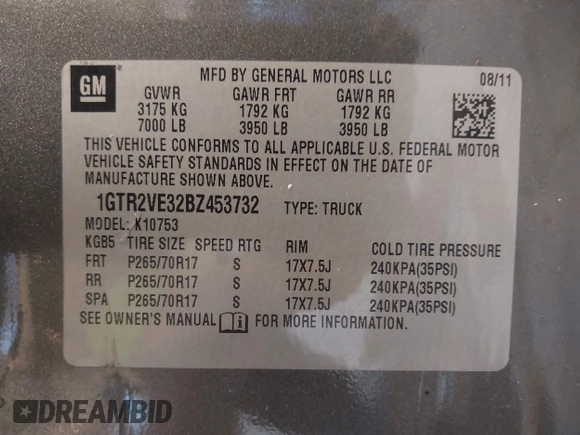 GM
MFD BY GENERAL MOTORS LLC 08/11
GVWR GAWR FRT GAWR RR
3175 KG 1792 KG 1792 KG
7000 LB 3950 LB 3950 LB
THIS VEHICLE CONFORMS TO ALL APPLICABLE U.S. FEDERAL MOTOR
VEHICLE SAFETY STANDARDS IN EFFECT ON THE DATE OF
MANUFACTURE SHOWN ABOVE.
1GTR2VE32BZ453732 TYPE: TRUCK
MODEL: K10753
KGB5 TIRE SIZE SPEED RTG RIM COLD TIRE PRESSURE
FRT P265/70R17 S 17X7.5J 240KPA(35PSI)
RR P265/70R17 S 17X7.5J 240KPA(35PSI)
SPA P265/70R17 S 17X7.5J 240KPA(35PSI)
SEE OWNER'S MANUAL FOR MORE INFORMATION.
DREAMBID